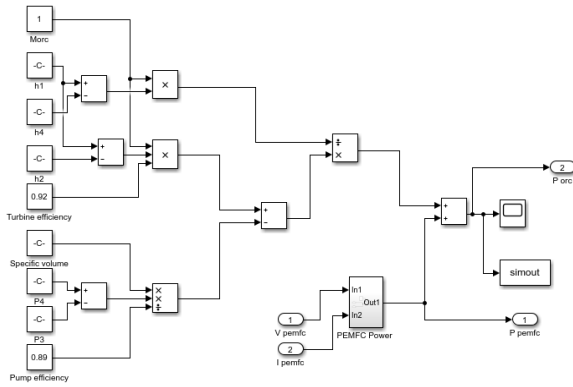 1
Morc
-C-
h1
-C-
h4
-C-
h2
0.92
Turbine efficiency
-C-
Specific volume
-C-
P4
-C-
P3
0.89
Pump efficiency
+
−
×
+
−
×
+
−
×
×
÷
+
−
÷
×
+
+
2
P orc
simout
1
V pemfc
2
I pemfc
In1
In2
Out1
PEMFC Power
1
P pemfc